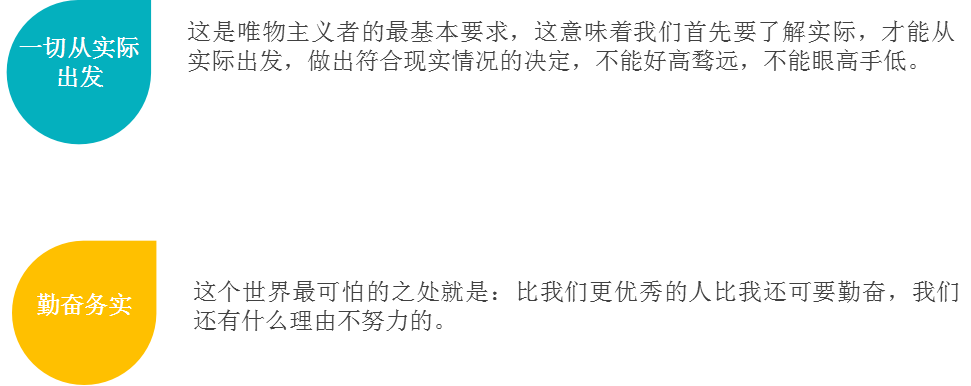 一切从实际
出发
这是唯物主义者的最基本要求，这意味着我们首先要了解实际，才能从
实际出发，做出符合现实情况的决定，不能好高骛远，不能眼高手低。
勤奋务实
这个世界最可怕的之处就是：比我们更优秀的人比我还可要勤奋，我们
还有什么理由不努力的。